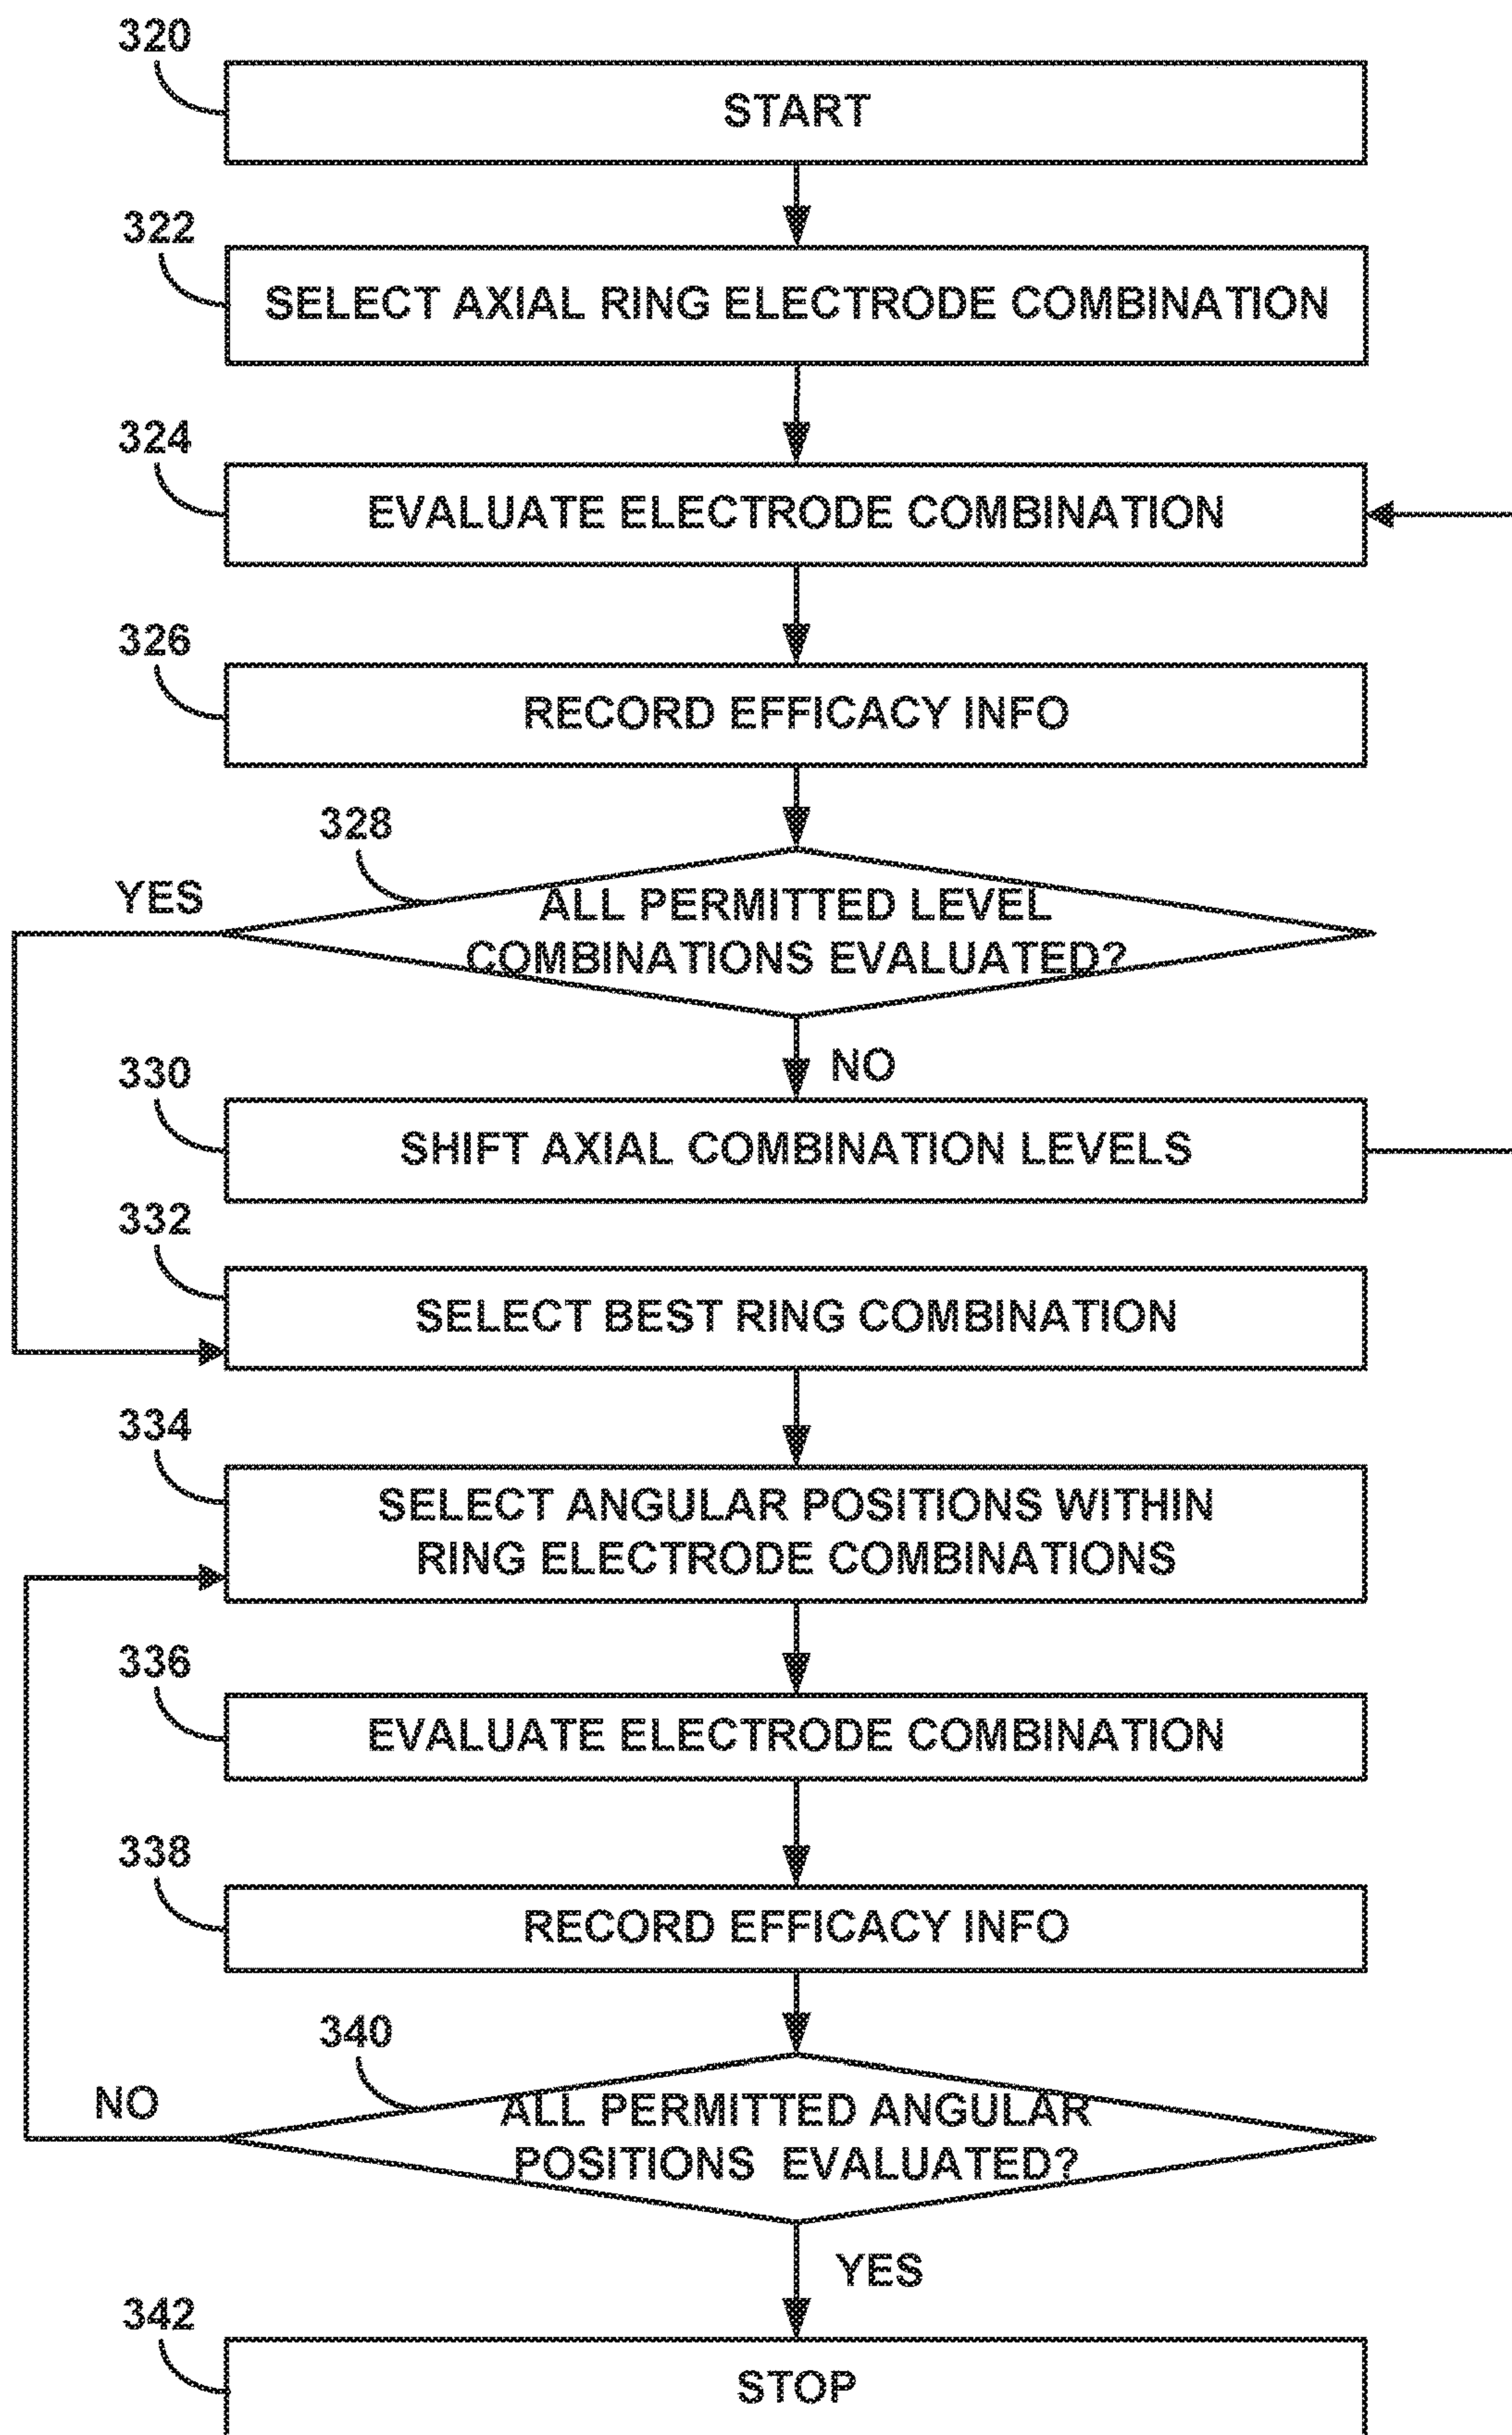 320
START
322
SELECT AXIAL RING ELECTRODE COMBINATION
324
EVALUATE ELECTRODE COMBINATION
326
RECORD EFFICACY INFO
328
YES
ALL PERMITTED LEVEL
COMBINATIONS EVALUATED?
NO
330
SHIFT AXIAL COMBINATION LEVELS
332
SELECT BEST RING COMBINATION
334
SELECT ANGULAR POSITIONS WITHIN
RING ELECTRODE COMBINATIONS
336
EVALUATE ELECTRODE COMBINATION
338
RECORD EFFICACY INFO
340
NO
ALL PERMITTED ANGULAR
POSITIONS EVALUATED?
YES
342
STOP